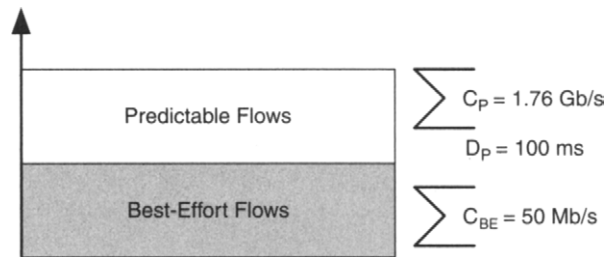 Predictable Flows
C_P = 1.76 Gb/s
D_P = 100 ms
Best-Effort Flows
C_BE = 50 Mb/s